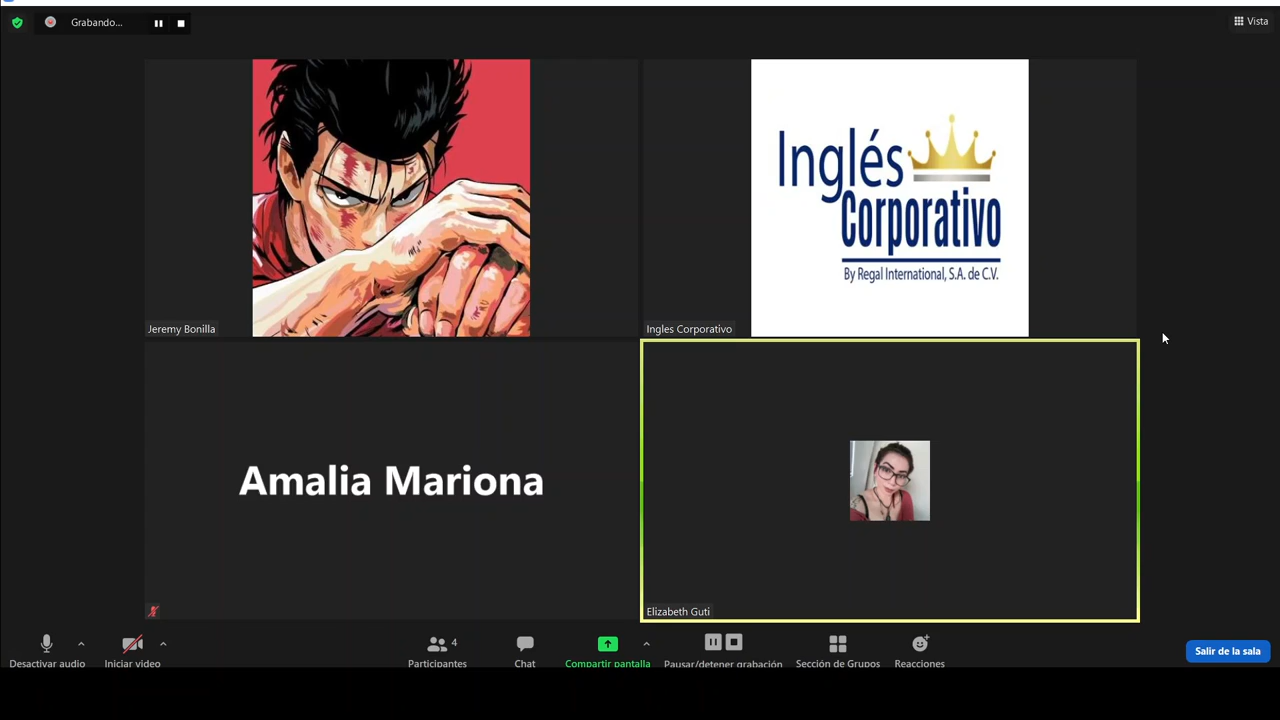 Grabando...
Vista
Inglés
Corporativo
By Regal International, S.A. de C.V.
Jeremy Bonilla
Ingles Corporativo
Amalia Mariona
Elizabeth Guti
4
Desactivar audio
Iniciar video
Participantes
Chat
Compartir pantalla
Pausar/detener grabación
Sección de Grupos
Reacciones
Salir de la sala